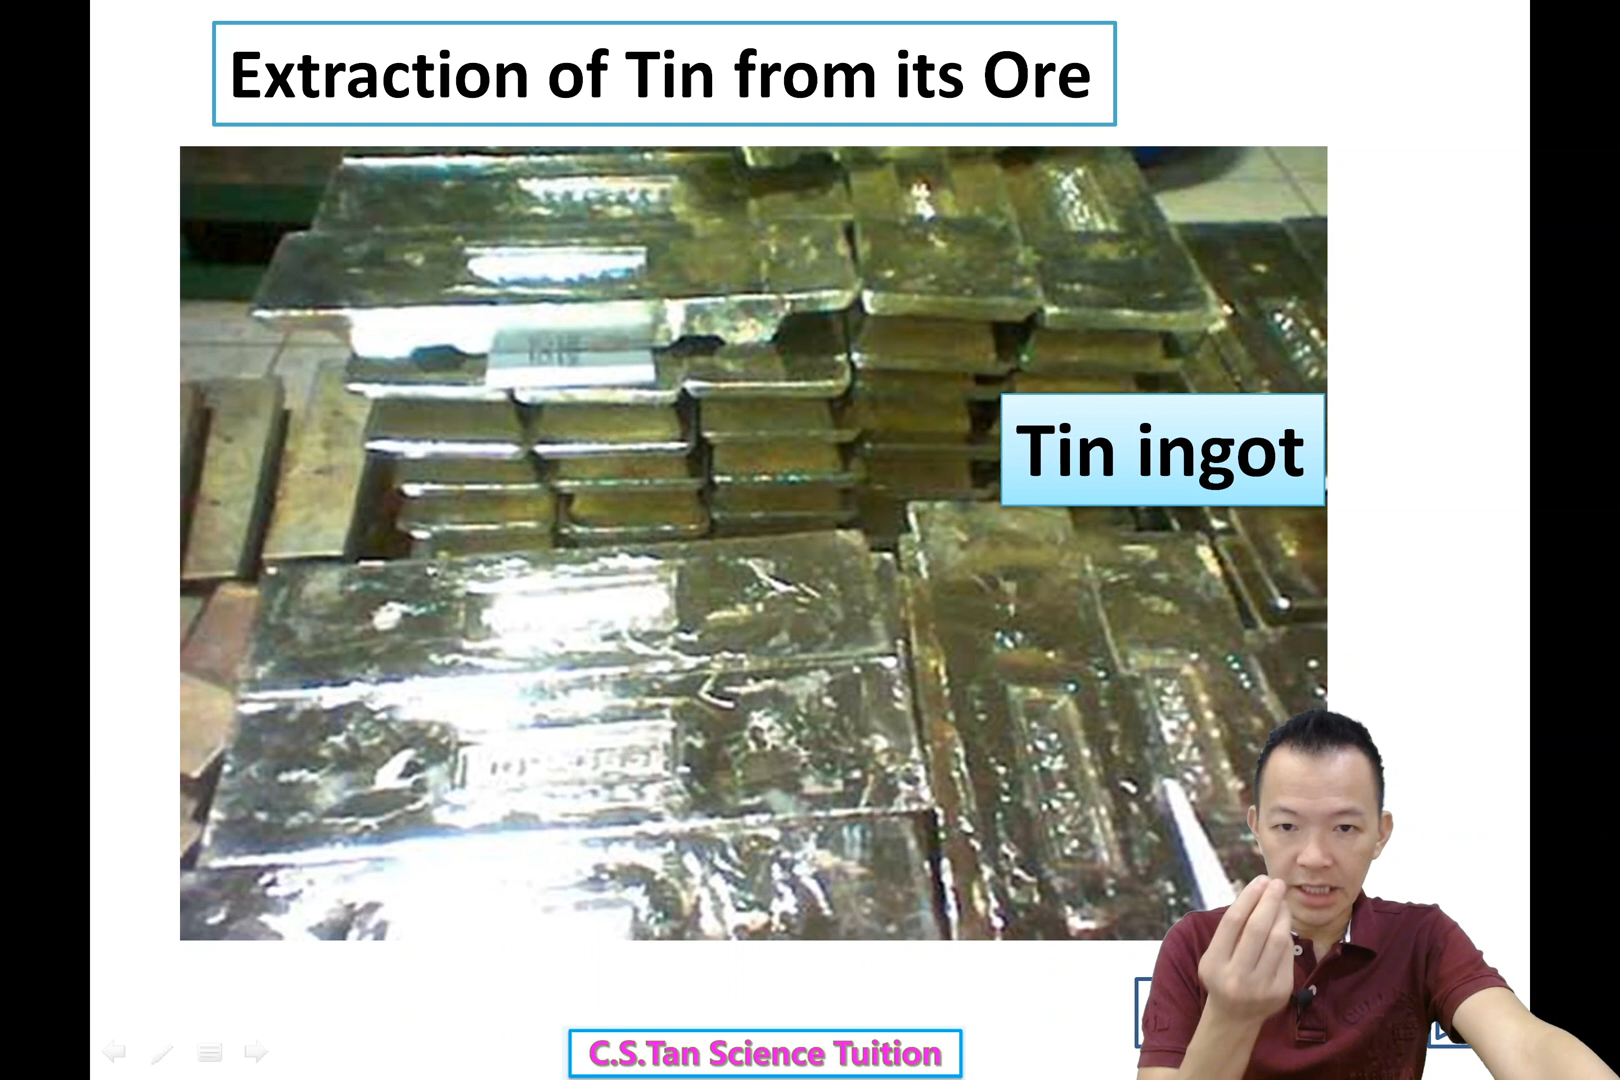 Extraction of Tin from its Ore
Tin ingot
C.S.Tan Science Tuition